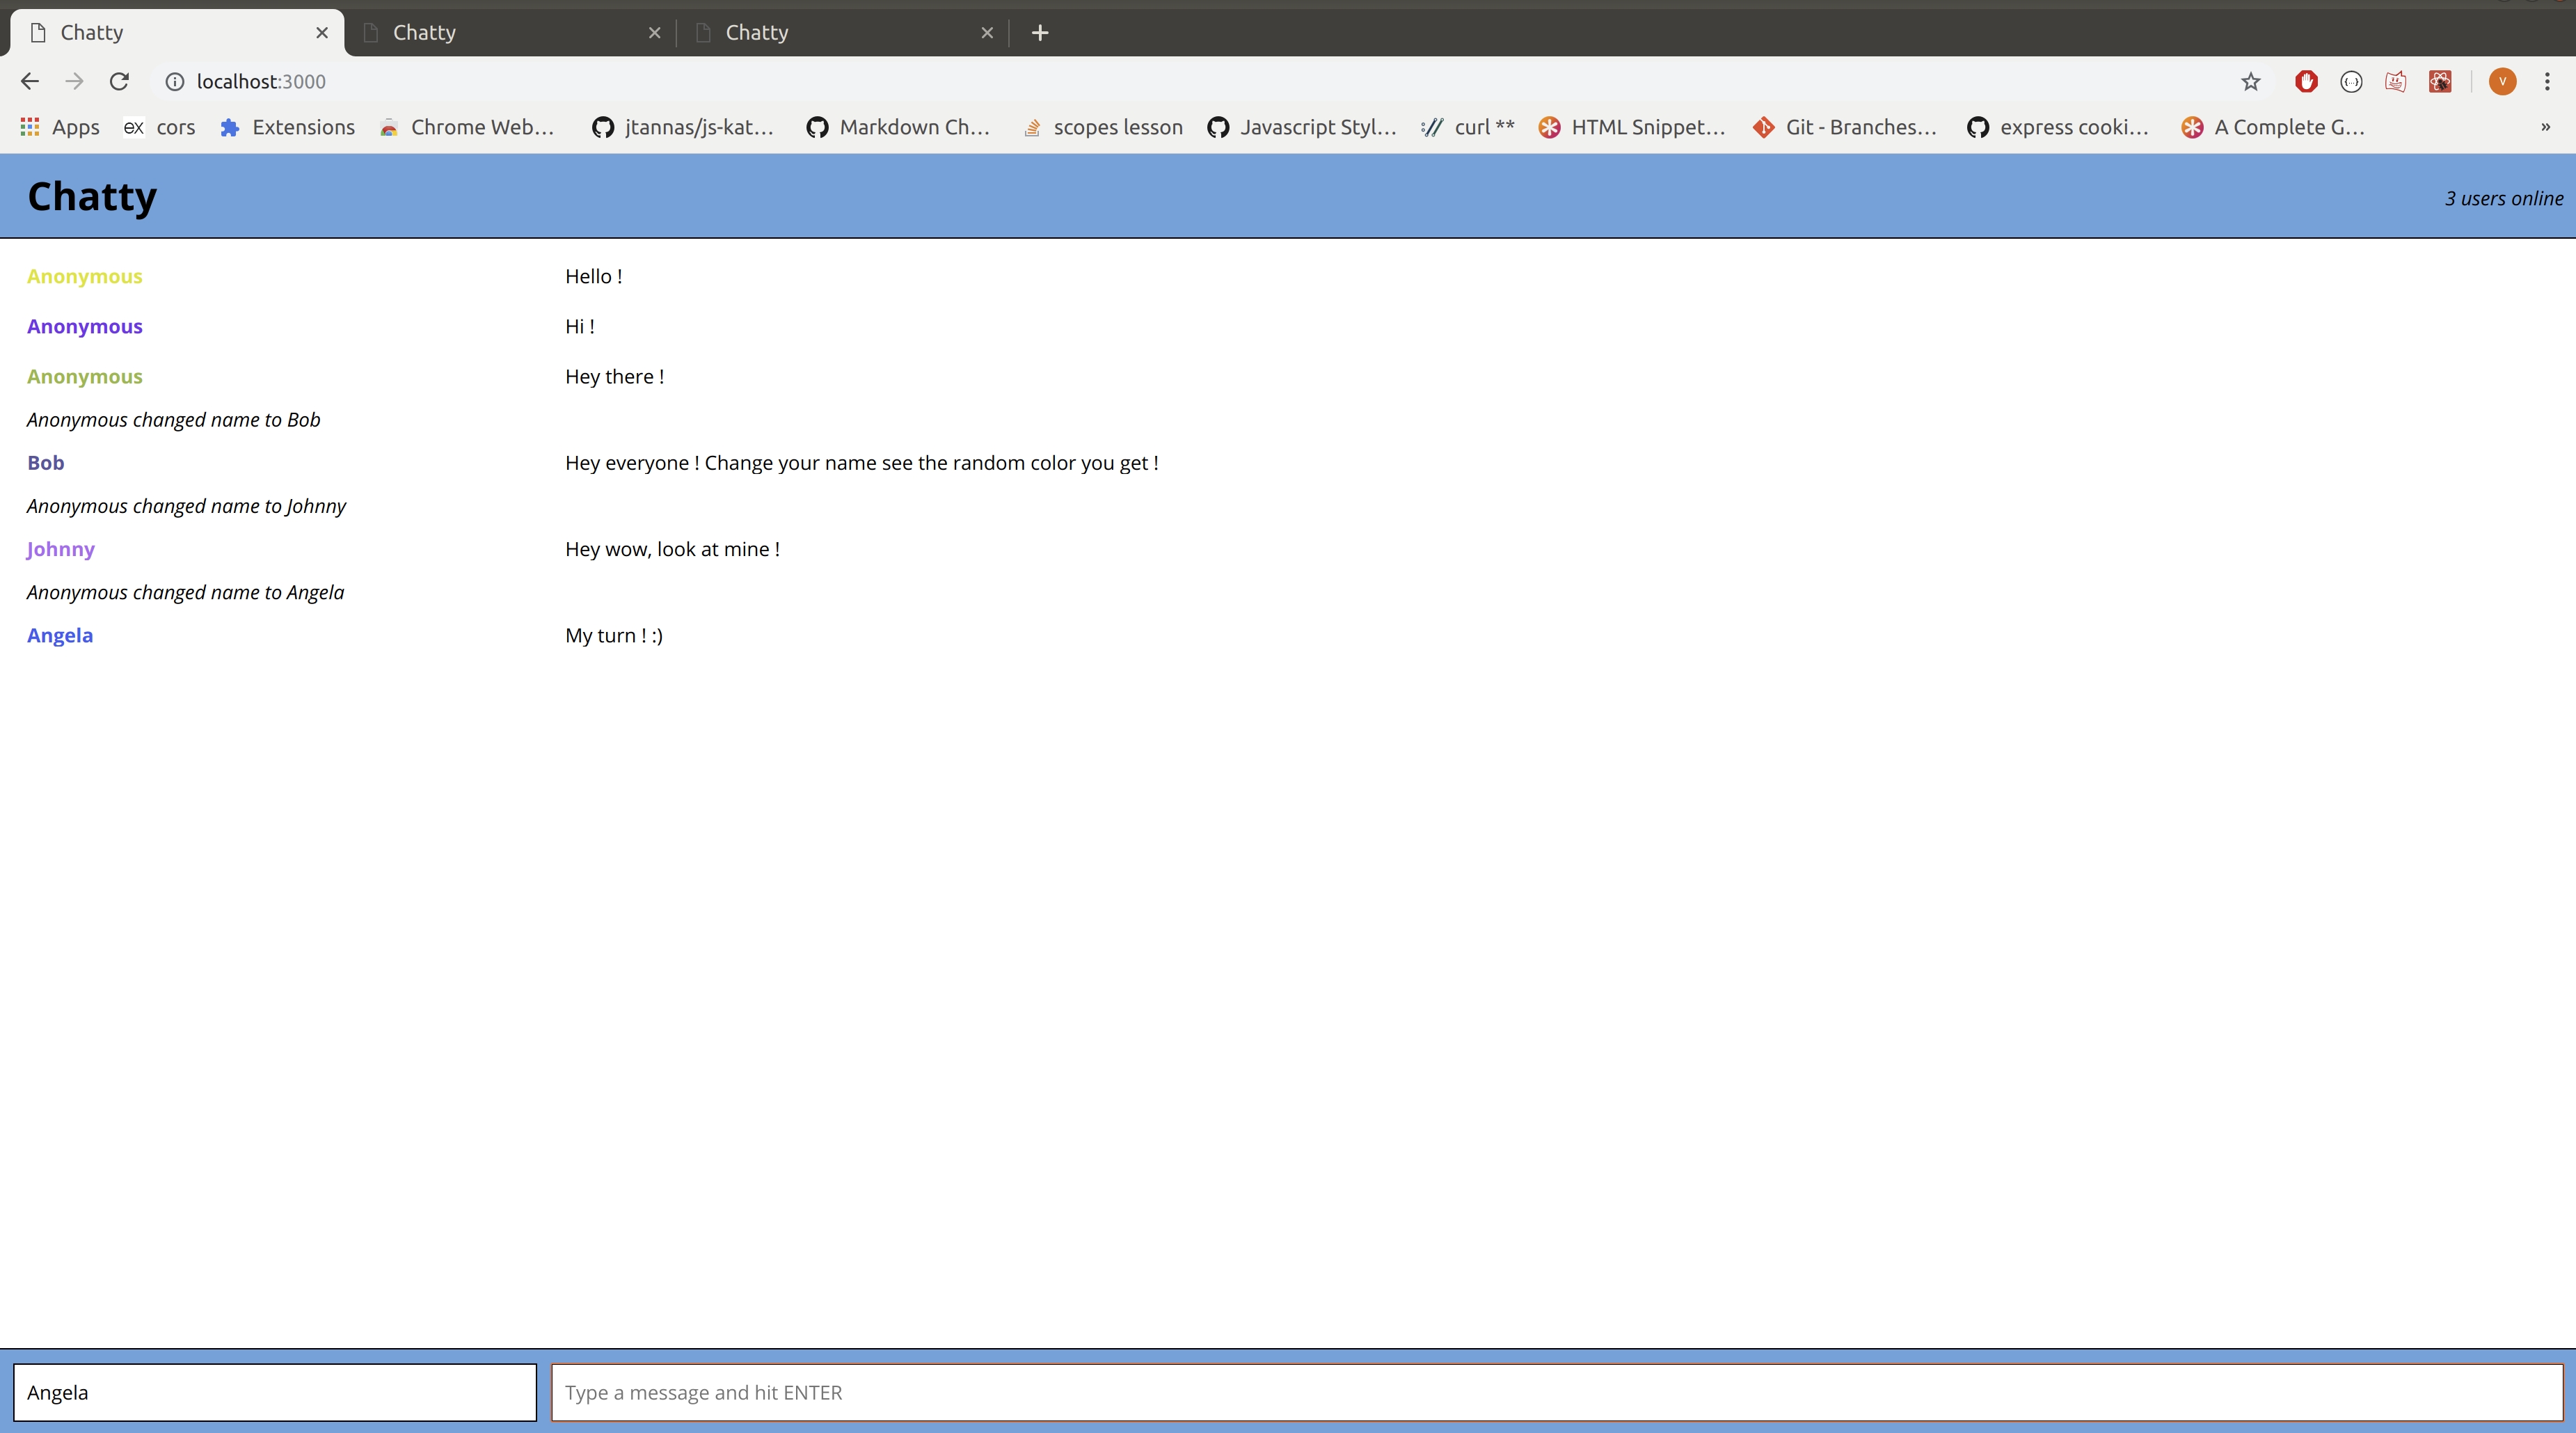 Chatty Chatty Chatty
localhost:3000 V
Apps ex cors Extensions Chrome Web... jtannas/js-kat... Markdown Ch... scopes lesson Javascript Styl... :// curl ** HTML Snippet... Git - Branches... express cooki... A Complete G... »
Chatty 3 users online
Anonymous Hello !
Anonymous Hi !
Anonymous Hey there !
Anonymous changed name to Bob
Bob Hey everyone ! Change your name see the random color you get !
Anonymous changed name to Johnny
Johnny Hey wow, look at mine !
Anonymous changed name to Angela
Angela My turn ! :)
Angela Type a message and hit ENTER